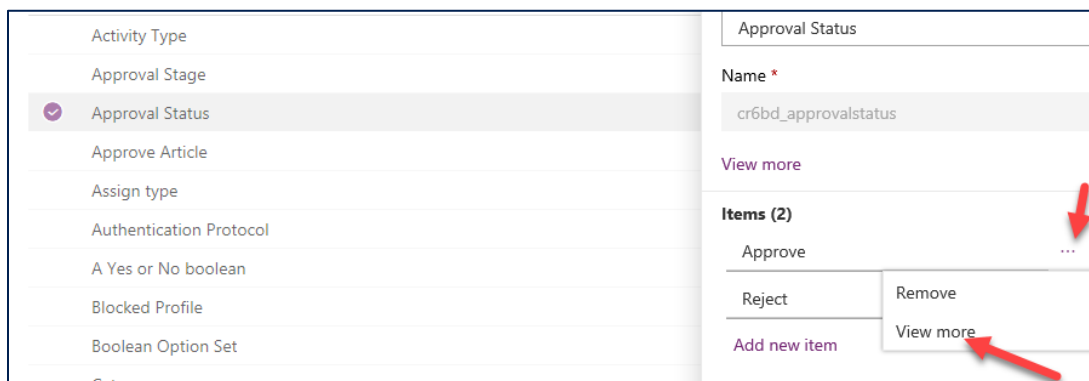 Activity Type
Approval Stage
Approval Status
Approve Article
Assign type
Authentication Protocol
A Yes or No boolean
Blocked Profile
Boolean Option Set
Approval Status
Name *
cr6bd_approvalstatus
View more
Items (2)
Approve
...
Reject
Remove
View more
Add new item